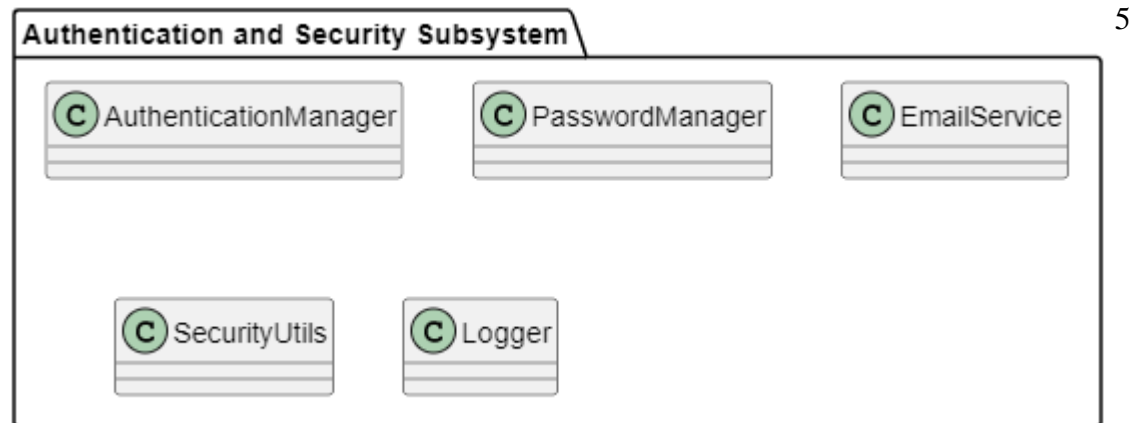 5
Authentication and Security Subsystem
C AuthenticationManager
C PasswordManager
C EmailService
C SecurityUtils
C Logger